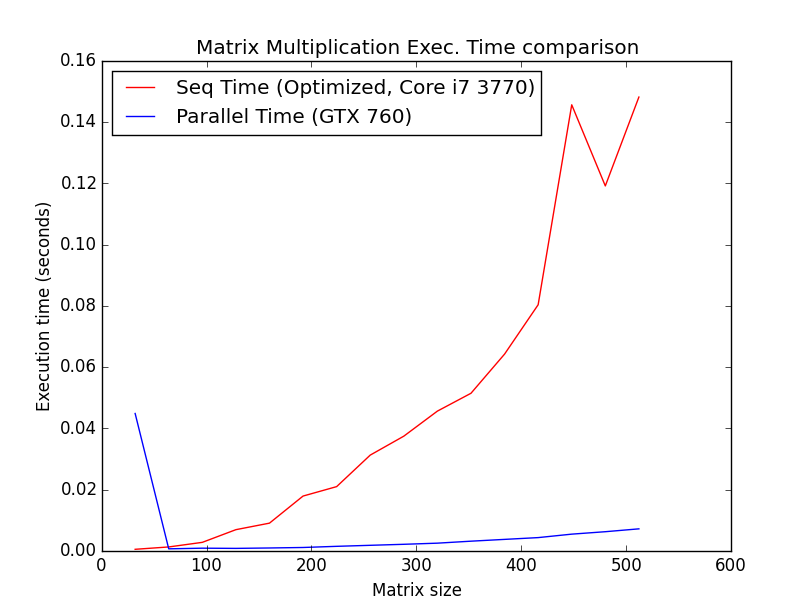 Matrix Multiplication Exec. Time comparison
Seq Time (Optimized, Core i7 3770)
Parallel Time (GTX 760)
Execution time (seconds)
0.16
0.14
0.12
0.10
0.08
0.06
0.04
0.02
0.00
0 100 200 300 400 500 600
Matrix size